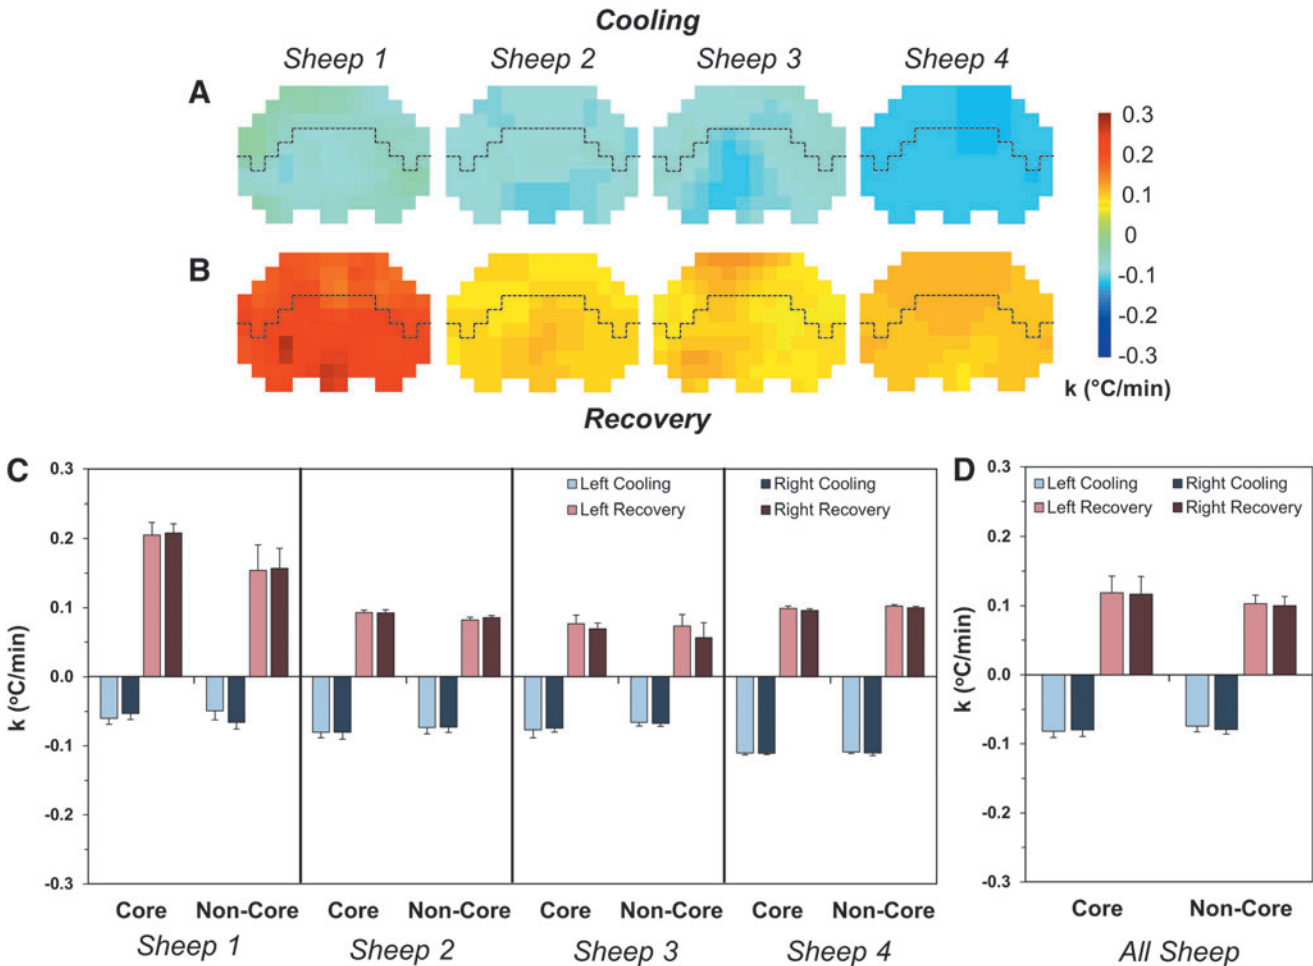 Cooling
Sheep 1 Sheep 2 Sheep 3 Sheep 4
A
0.3
0.2
0.1
0
-0.1
-0.2
-0.3
k (°C/min)
B
Recovery
C
0.3
0.2
0.1
0.0
-0.1
-0.2
-0.3
k (°C/min)
Left Cooling Right Cooling
Left Recovery Right Recovery
Core Non-Core Core Non-Core Core Non-Core Core Non-Core
Sheep 1 Sheep 2 Sheep 3 Sheep 4
D
0.3
0.2
0.1
0.0
-0.1
-0.2
-0.3
k (°C/min)
Left Cooling Right Cooling
Left Recovery Right Recovery
Core Non-Core
All Sheep